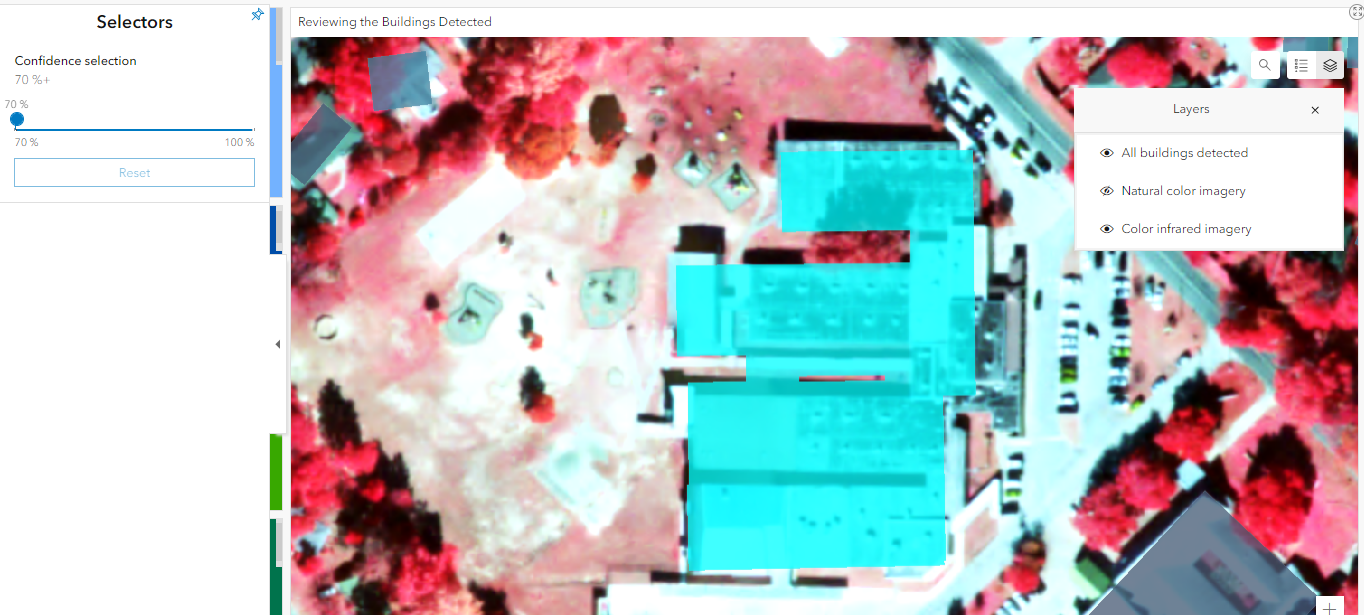 Selectors
Confidence selection
70 %+
70 %
70 %
100 %
Reset
Reviewing the Buildings Detected
Layers
All buildings detected
Natural color imagery
Color infrared imagery